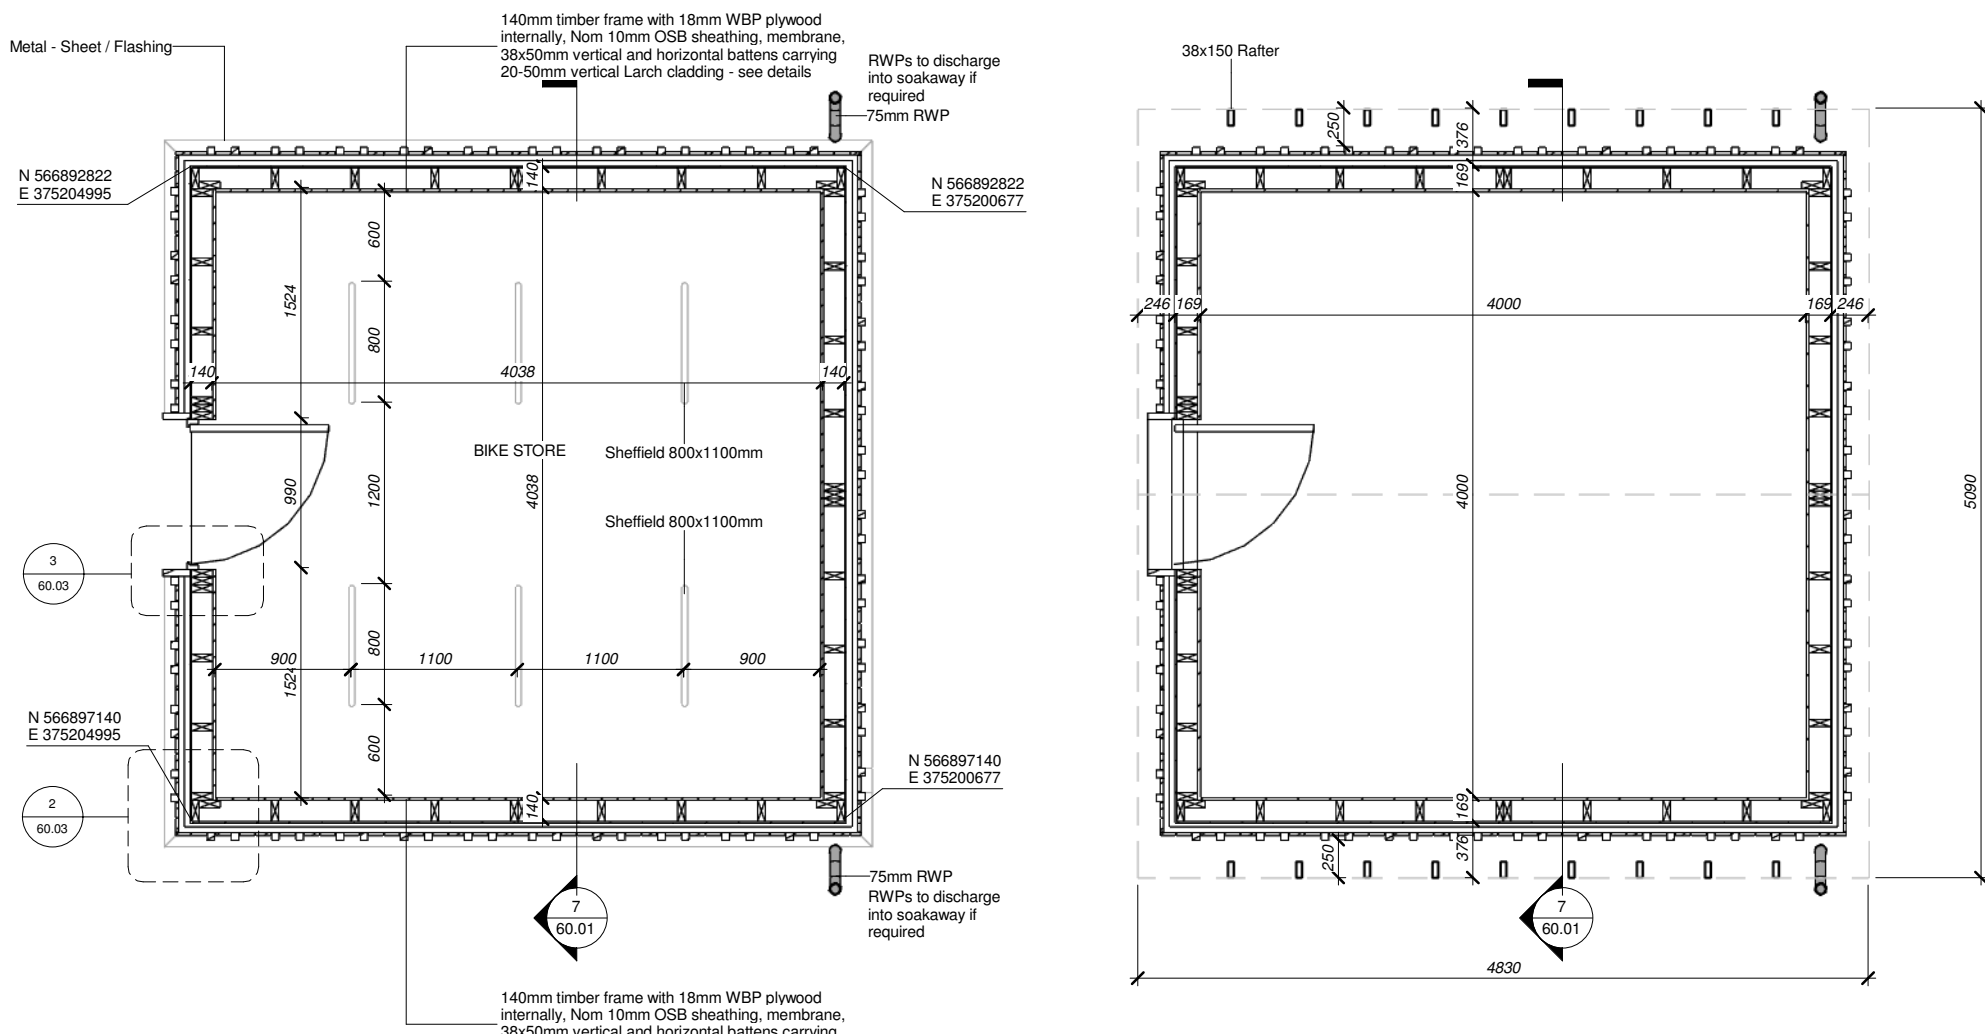 140mm timber frame with 18mm WBP plywood
internally, Nom 10mm OSB sheathing, membrane,
38x50mm vertical and horizontal battens carrying
20-50mm vertical Larch cladding - see details
Metal - Sheet / Flashing
RWPs to discharge
into soakaway if
required
75mm RWP
N 566892822
E 375204995
N 566892822
E 375200677
140
600
1524
800
140
4038
140
BIKE STORE
Sheffield 800x1100mm
990
1200
4038
Sheffield 800x1100mm
3
60.03
900
1100
1100
900
800
1524
N 566897140
E 375204995
600
N 566897140
E 375200677
2
60.03
140
75mm RWP
RWPs to discharge
into soakaway if
required
7
60.01
140mm timber frame with 18mm WBP plywood
internally, Nom 10mm OSB sheathing, membrane,
38x50mm vertical and horizontal battens carrying
38x150 Rafter
250
376
169
246
169
4000
169
246
4000
5090
169
250
376
7
60.01
4830